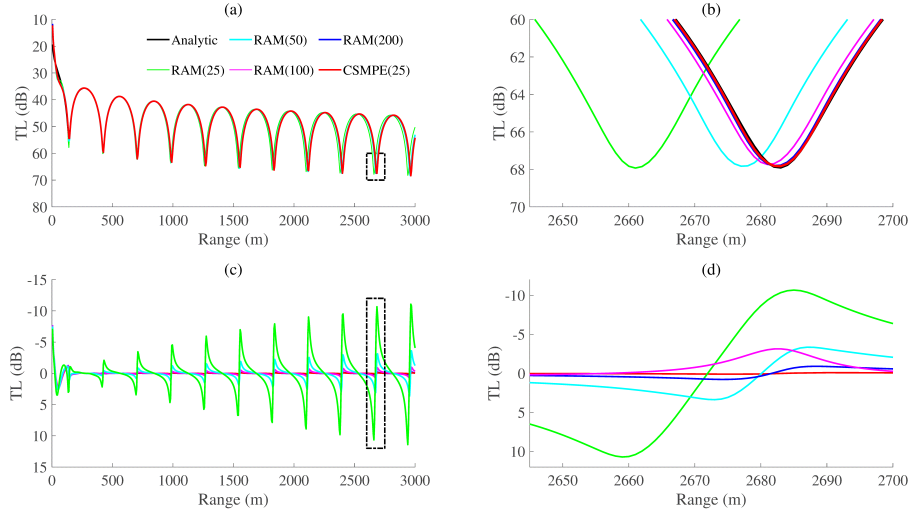 (a)
TL (dB)
10
20
30
40
50
60
70
80
Analytic
RAM(50)
RAM(200)
RAM(25)
RAM(100)
CSMPE(25)
0
500
1000
1500
2000
2500
3000
Range (m)
(b)
TL (dB)
60
62
64
66
68
70
2650
2660
2670
2680
2690
2700
Range (m)
(c)
TL (dB)
-15
-10
-5
0
5
10
15
0
500
1000
1500
2000
2500
3000
Range (m)
(d)
TL (dB)
-10
-5
0
5
10
2650
2660
2670
2680
2690
2700
Range (m)